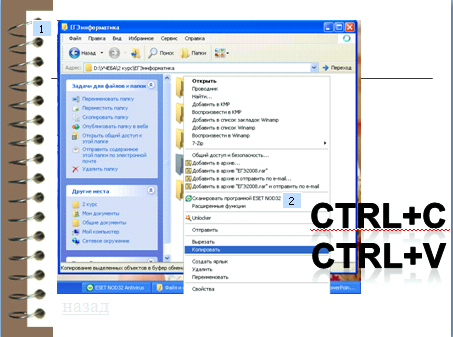 1
ЕГЭинформатика
Файл Правка Вид Избранное Сервис Справка
Назад Поиск Папки
Адрес: D:\УЧЕБА\2 курс\ЕГЭинформатика Переход
Задачи для файлов и папок
Переименовать папку
Переместить папку
Скопировать папку
Опубликовать папку в вебе
Открыть общий доступ к этой папке
Отправить содержимое этой папки по электронной почте
Удалить папку
Другие места
2 курс
Мои документы
Общие документы
Мой компьютер
Сетевое окружение
Открыть
Проводник
Найти...
Добавить в KMP
Воспроизвести в KMP
Добавить в список закладок Winamp
Воспроизвести в Winamp
Добавить в список Winamp
7-Zip
Общий доступ и безопасность...
Добавить в архив...
Добавить в архив "ЕГЭ2008.rar"
Добавить в архив и отправить по e-mail...
Добавить в архив "ЕГЭ2008.rar" и отправить по e-mail
Сканировать программой ESET NOD32
2
Расширенные функции
Unlocker
Отправить
Вырезать
Копировать
Создать ярлык
Удалить
Переименовать
Свойства
CTRL+C
CTRL+V
Копирование выделенных объектов в буфер обмена
ESET NOD32 Antivirus
назад